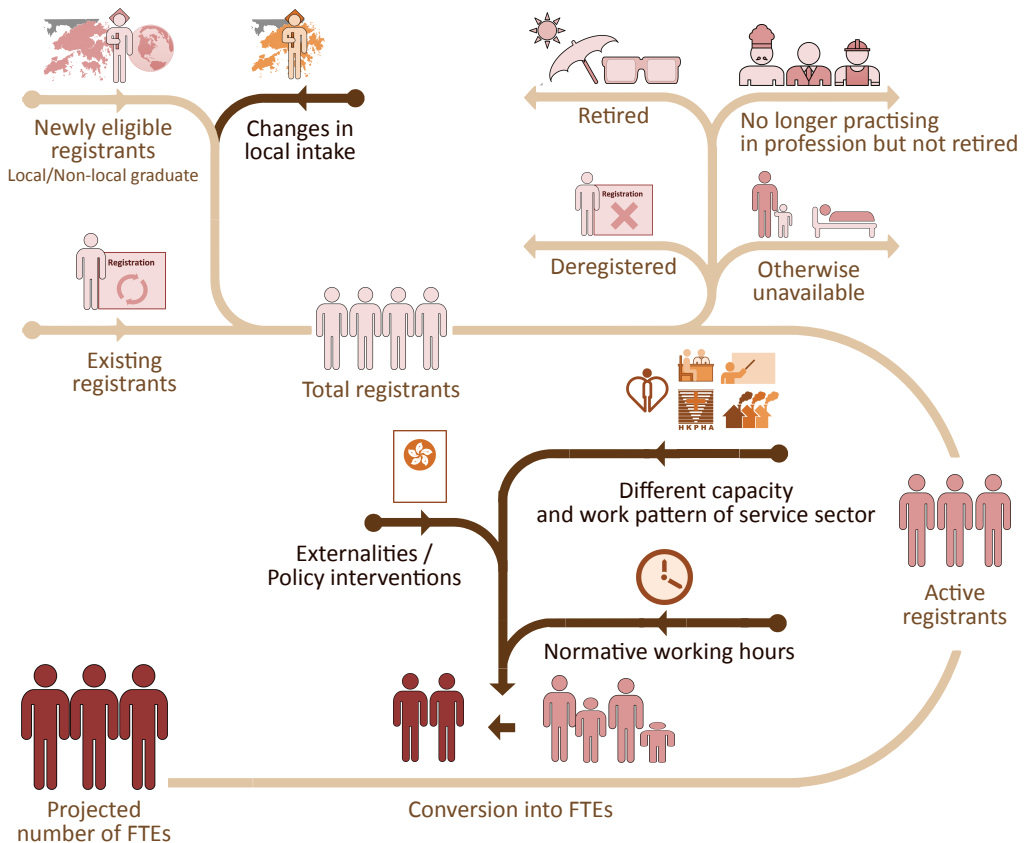 Newly eligible
registrants
Local/Non-local graduate
Changes in
local intake
Retired
No longer practising
in profession but not retired
Registration
Deregistered
Otherwise
unavailable
Registration
Existing
registrants
Total registrants
HKPHA
Different capacity
and work pattern of service sector
Externalities /
Policy interventions
Normative working hours
Active
registrants
Projected
number of FTEs
Conversion into FTEs